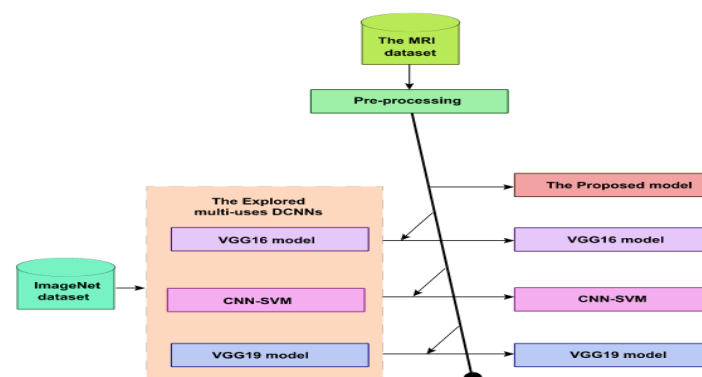 The MRI
dataset
Pre-processing
The Proposed model
The Explored
multi-uses DCNNs
VGG16 model
VGG16 model
ImageNet
dataset
CNN-SVM
CNN-SVM
VGG19 model
VGG19 model